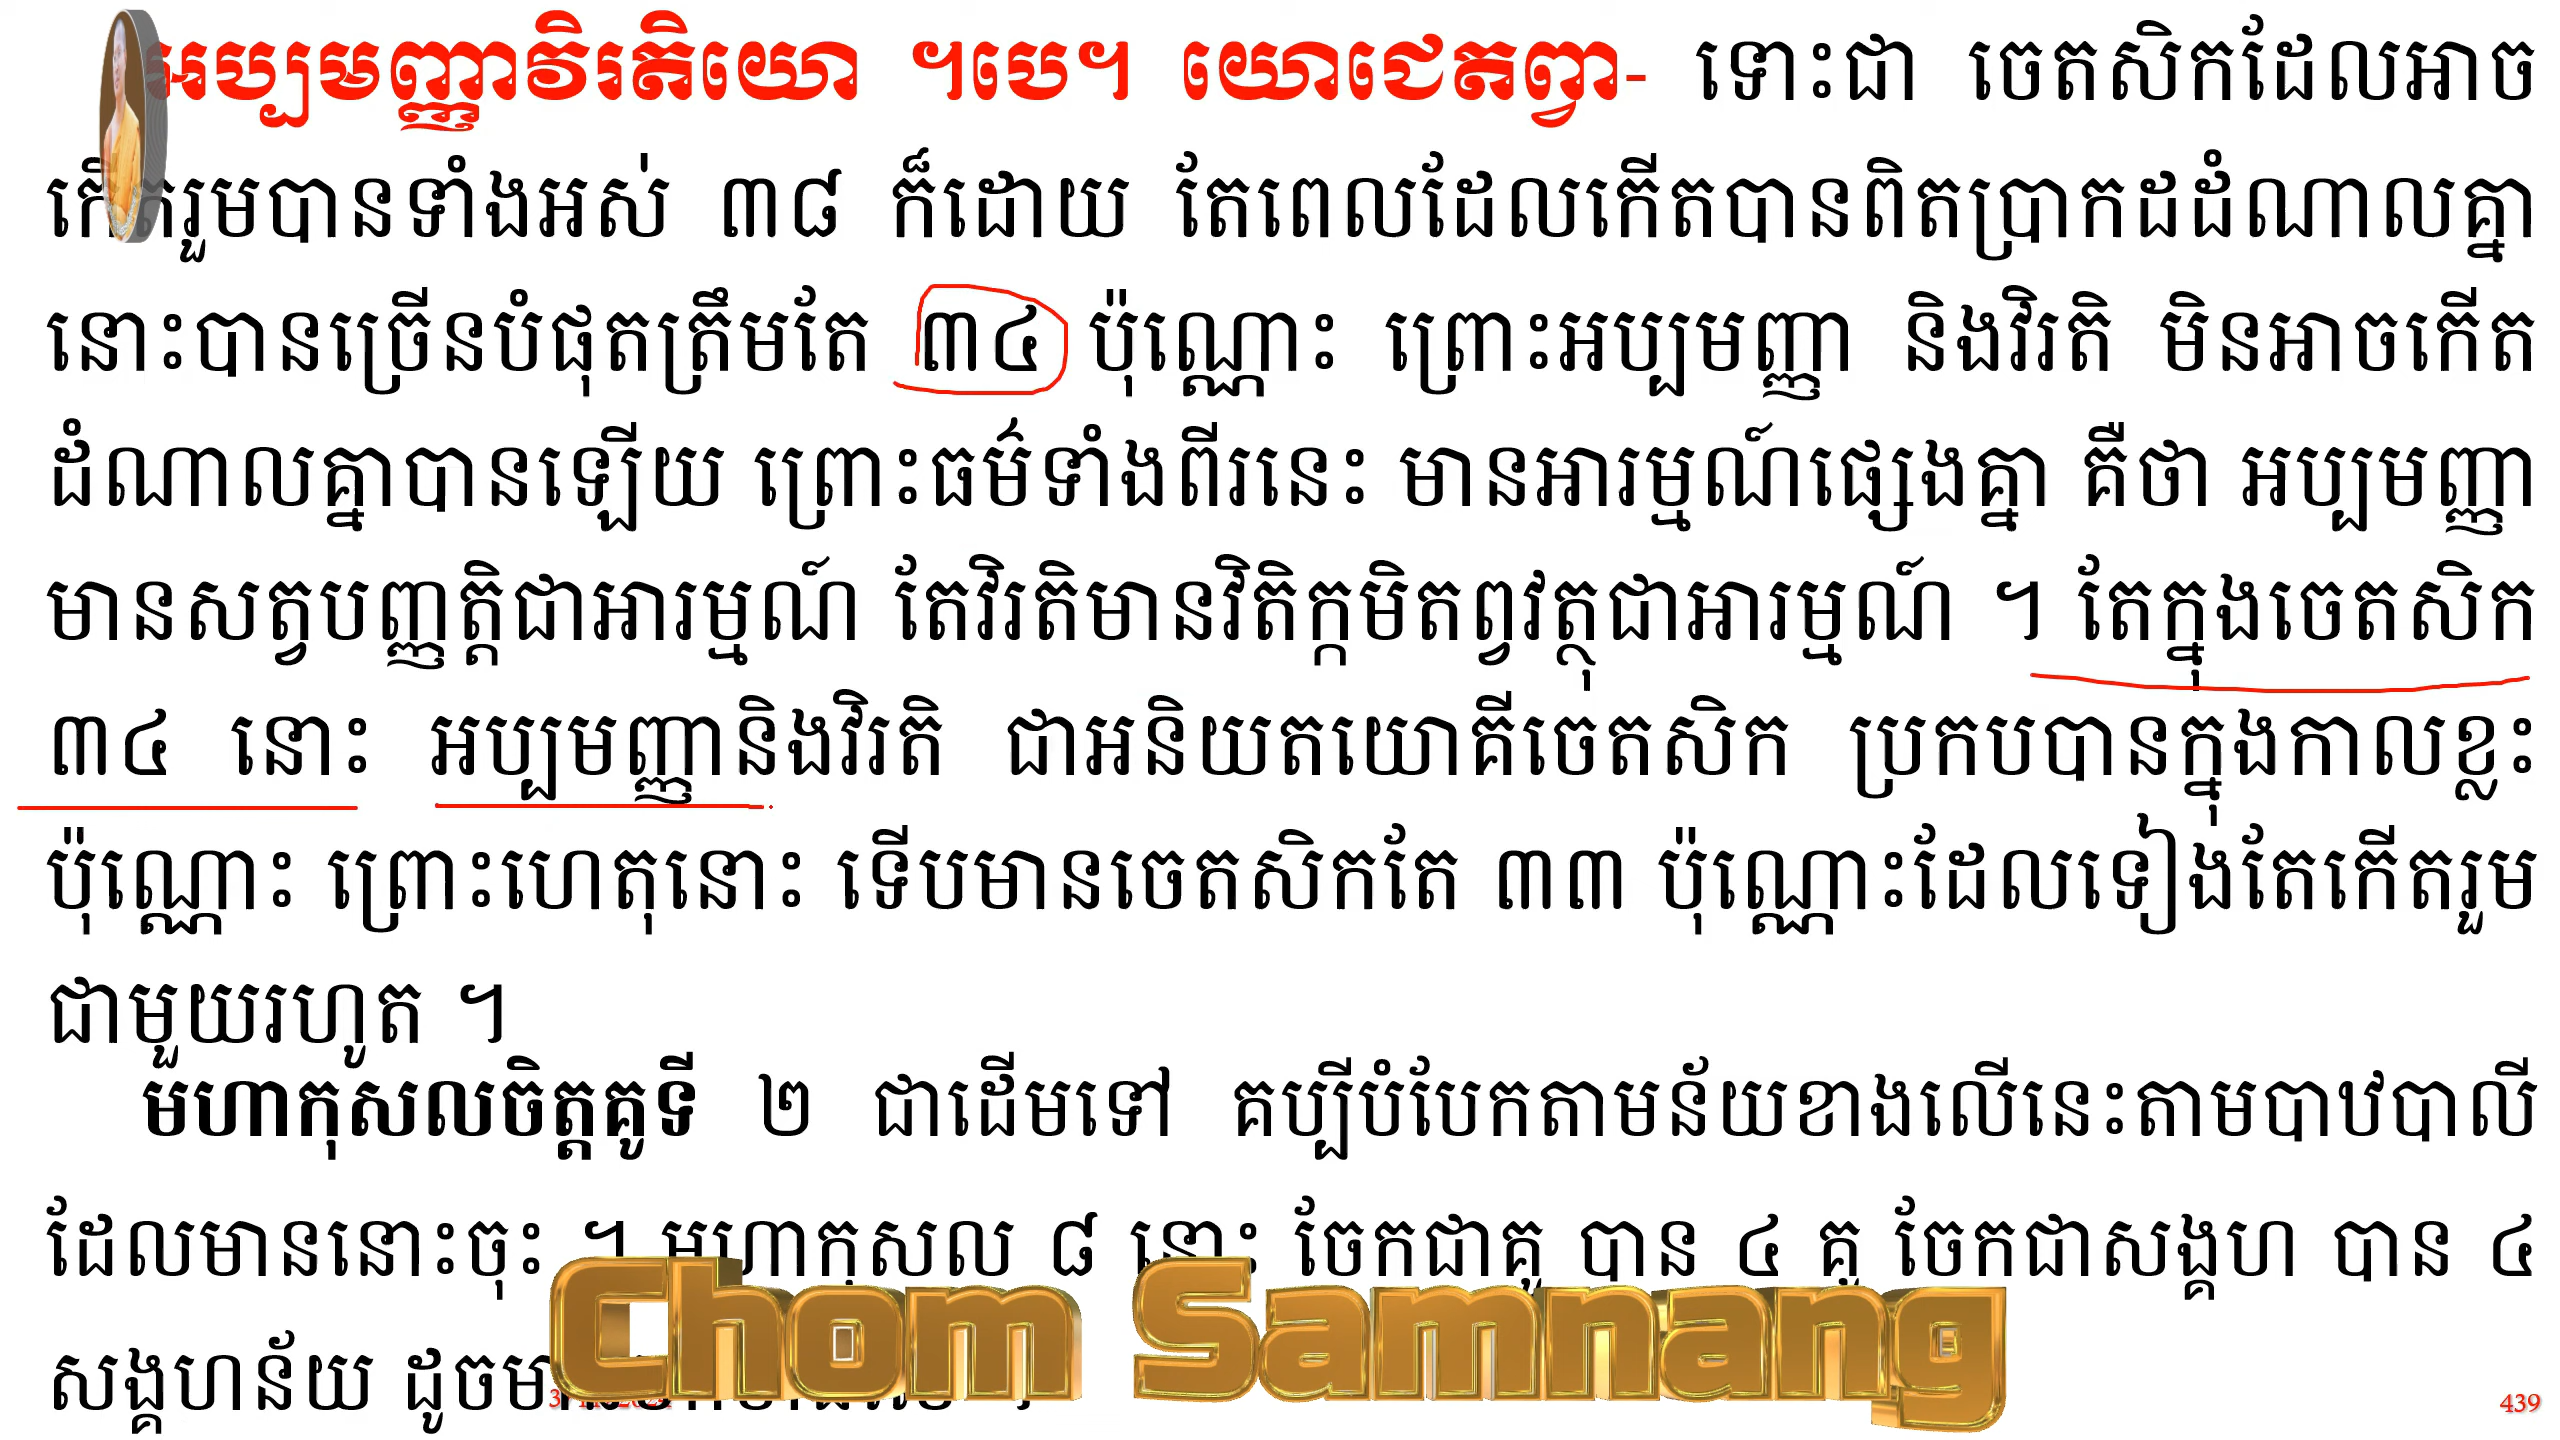 អប្បមញ្ញាវិរតិយោ ។បេ។ យោជេតព្វា- ទោះជា ចេតសិកដែលអាច
កើតរួមបានទាំងអស់ ៣៨ ក៏ដោយ តែពេលដែលកើតបានពិតប្រាកដដំណាលគ្នា
នោះបានច្រើនបំផុតត្រឹមតែ ៣៤ ប៉ុណ្ណោះ ព្រោះអប្បមញ្ញា និងវិរតិ មិនអាចកើត
ដំណាលគ្នាបានឡើយ ព្រោះធម៌ទាំងពីរនេះ មានអារម្មណ៍ផ្សេងគ្នា គឺថា អប្បមញ្ញា
មានសត្វបញ្ញត្តិជាអារម្មណ៍ តែវិរតិមានវិតិក្កមិតព្វវត្ថុជាអារម្មណ៍ ។ តែក្នុងចេតសិក
៣៤ នោះ អប្បមញ្ញានិងវិរតិ ជាអនិយតយោគីចេតសិក ប្រកបបានក្នុងកាលខ្លះ
ប៉ុណ្ណោះ ព្រោះហេតុនោះ ទើបមានចេតសិកតែ ៣៣ ប៉ុណ្ណោះដែលទៀងតែកើតរួម
ជាមួយរហូត ។
មហាកុសលចិត្តគូទី ២ ជាដើមទៅ គប្បីបំបែកតាមន័យខាងលើនេះតាមបាឋបាលី
ដែលមាននោះចុះ ។ មហាកុសល ៨ នោះ ចែកជាគូ បាន ៤ គូ ចែកជាសង្គហ បាន ៤
សង្គហន័យ
Chom Samnang
439